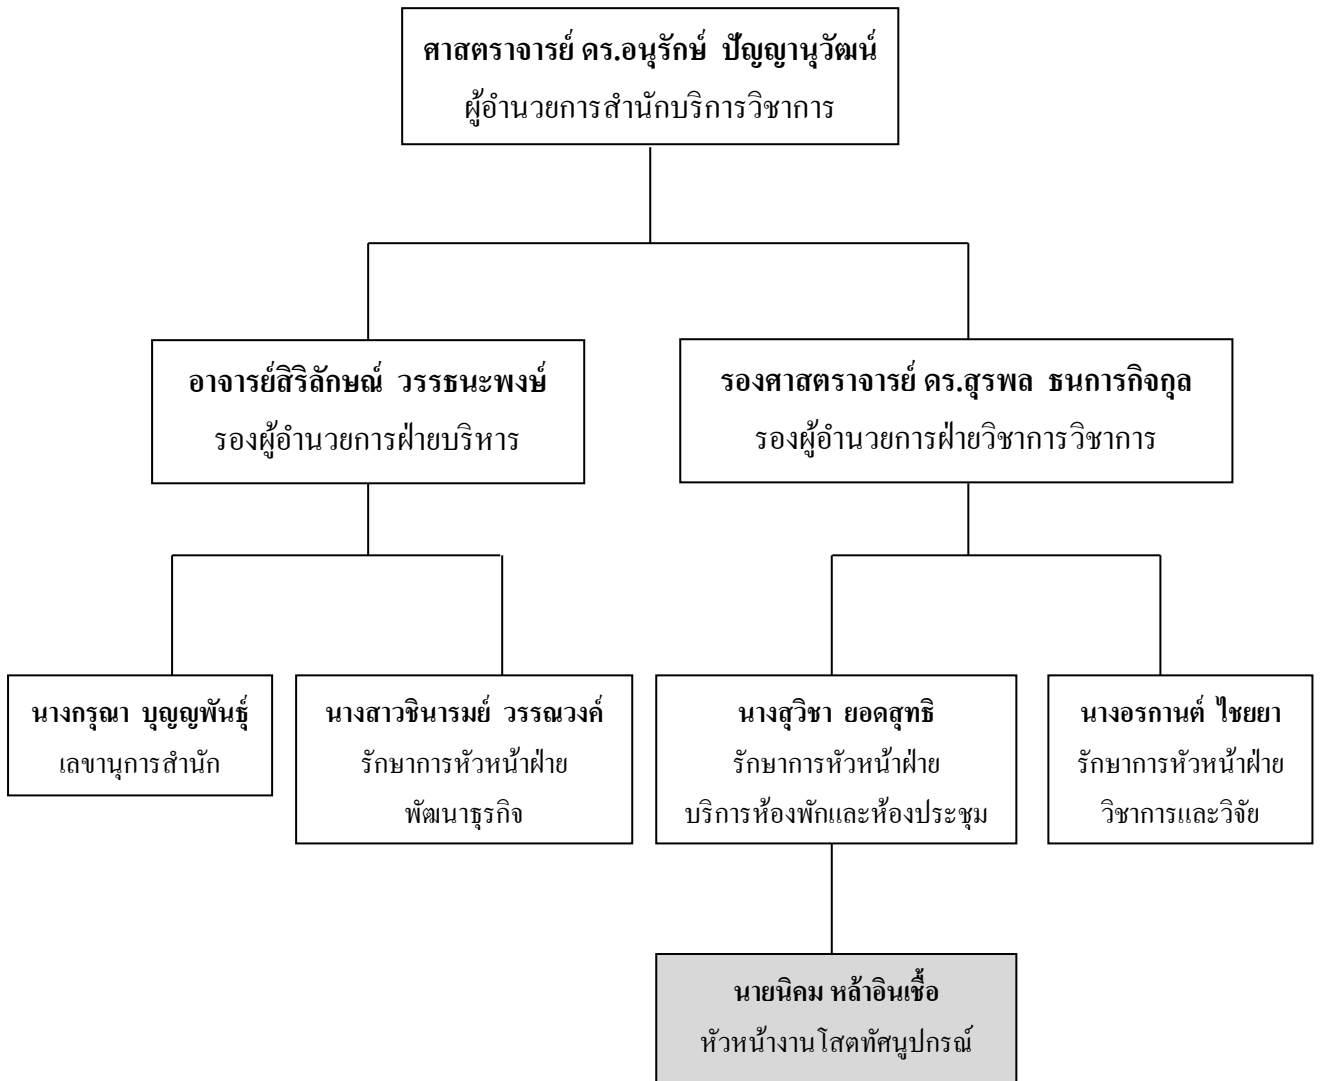 ศาสตราจารย์ ดร.อนุรักษ์ ปัญญานุวัฒน์
ผู้อำนวยการสำนักบริการวิชาการ
อาจารย์สิริลักษณ์ วรรธนะพงษ์
รองผู้อำนวยการฝ่ายบริหาร
รองศาสตราจารย์ ดร.สุรพล ธนการกิจกุล
รองผู้อำนวยการฝ่ายวิชาการวิชาการ
นางกรุณา บุญญพันธุ์
เลขานุการสำนัก
นางสาวชินารมย์ วรรณวงค์
รักษาการหัวหน้าฝ่าย
พัฒนาธุรกิจ
นางสุวิชา ยอดสุทธิ
รักษาการหัวหน้าฝ่าย
บริการห้องพักและห้องประชุม
นางอรกานต์ ไชยยา
รักษาการหัวหน้าฝ่าย
วิชาการและวิจัย
นายนิคม หล้าอินเชื้อ
หัวหน้างานโสตทัศนูปกรณ์